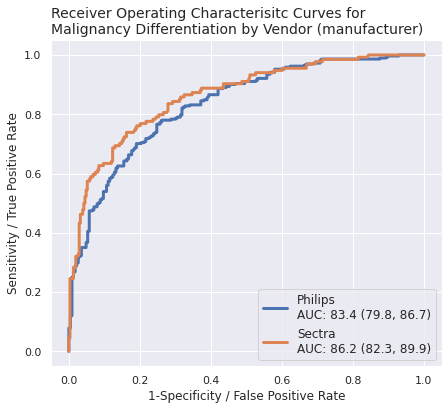 Receiver Operating Characterisitc Curves for
Malignancy Differentiation by Vendor (manufacturer)
Sensitivity / True Positive Rate
1.0
0.8
0.6
0.4
0.2
0.0
Philips
AUC: 83.4 (79.8, 86.7)
Sectra
AUC: 86.2 (82.3, 89.9)
0.0 0.2 0.4 0.6 0.8 1.0
1-Specificity / False Positive Rate